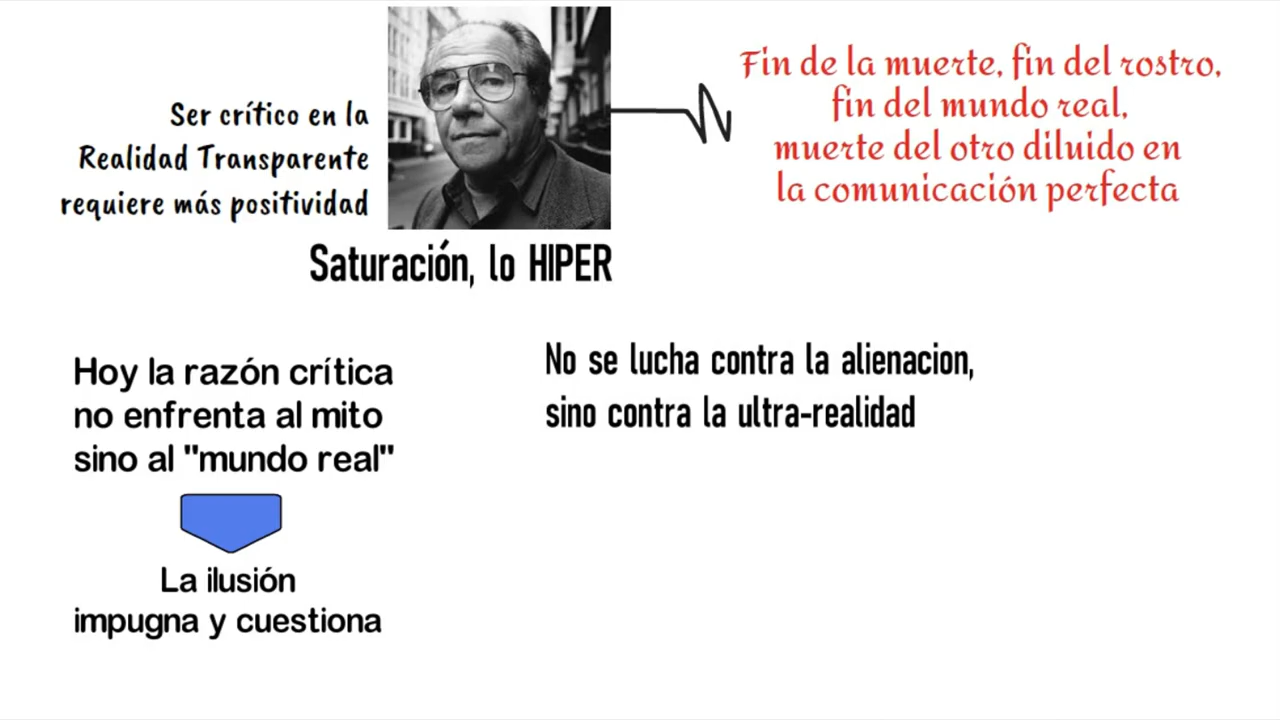 Ser crítico en la
Realidad Transparente
requiere más positividad
Fin de la muerte, fin del rostro,
fin del mundo real,
muerte del otro diluido en
la comunicación perfecta
Saturación, lo HIPER
Hoy la razón crítica
no enfrenta al mito
sino al "mundo real"
La ilusión
impugna y cuestiona
No se lucha contra la alienacion,
sino contra la ultra-realidad